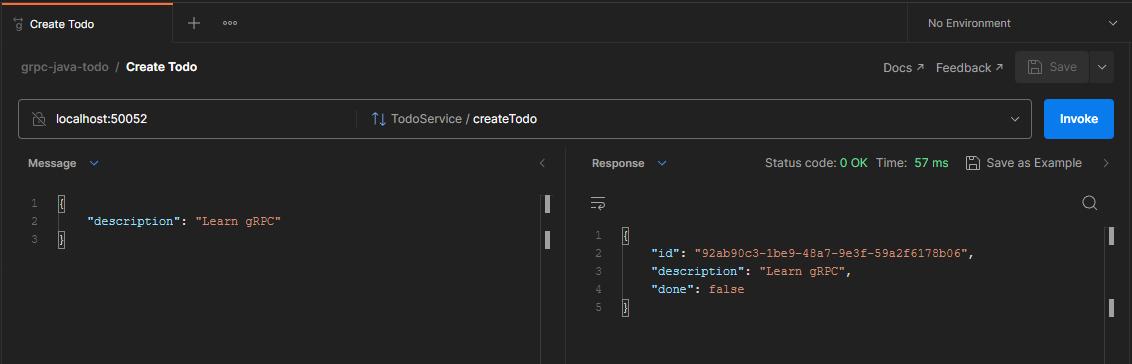 Create Todo
No Environment
grpc-java-todo / Create Todo
Docs ↗ Feedback ↗ Save
localhost:50052 TodoService / createTodo Invoke
Message
Response Status code: 0 OK Time: 57 ms Save as Example
1 {
2 "description": "Learn gRPC"
3 }
1 {
2 "id": "92ab90c3-1be9-48a7-9e3f-59a2f6178b06",
3 "description": "Learn gRPC",
4 "done": false
5 }